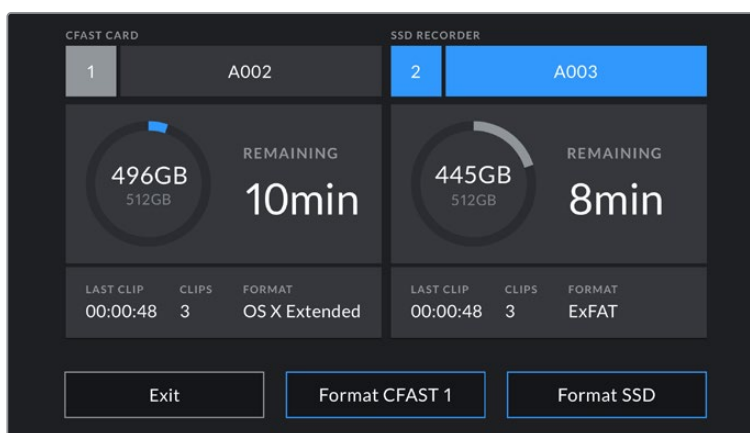 CFAST CARD
1 A002
496GB
512GB
REMAINING
10min
LAST CLIP CLIPS FORMAT
00:00:48 3 OS X Extended
SSD RECORDER
2 A003
445GB
512GB
REMAINING
8min
LAST CLIP CLIPS FORMAT
00:00:48 3 ExFAT
Exit Format CFAST 1 Format SSD